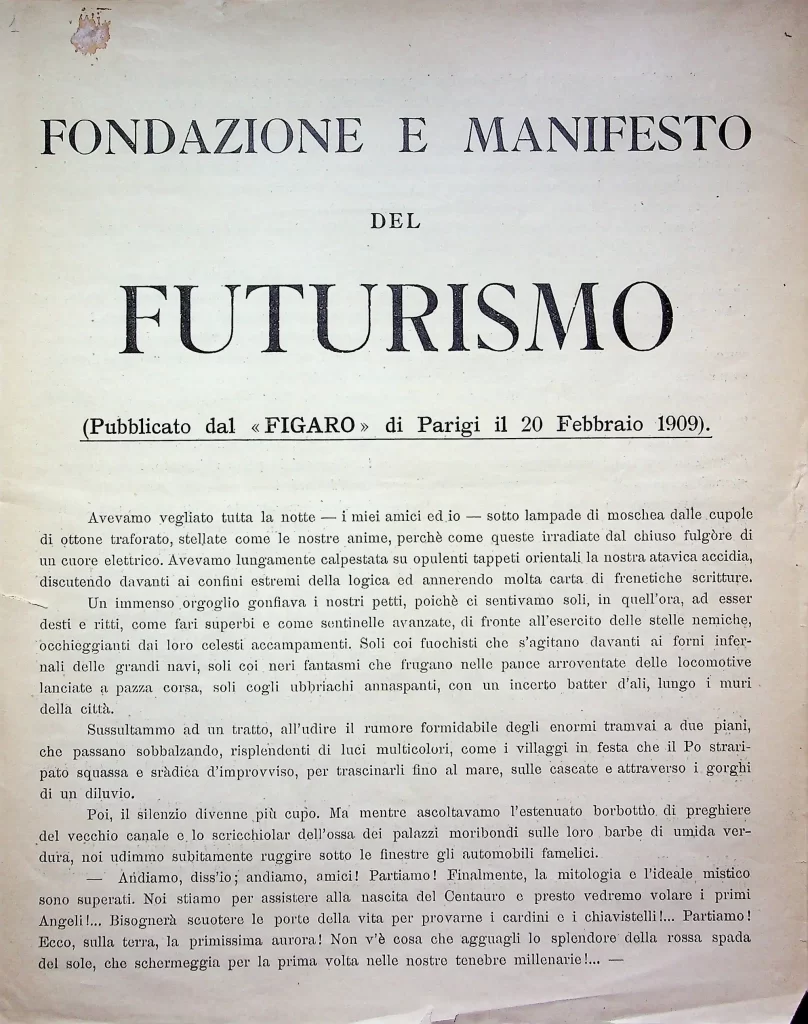 FONDAZIONE E MANIFESTO
DEL
FUTURISMO
(Pubblicato dal «FIGARO» di Parigi il 20 Febbraio 1909).
Avevamo vegliato tutta la notte — i miei amici ed io — sotto lampade di moschea dalle cupole
di ottone traforato, stellate come le nostre anime, perchè come queste irradiate dal chiuso fulgòre di
un cuore elettrico. Avevamo lungamente calpestata su opulenti tappeti orientali la nostra atavica accidia,
discutendo davanti ai confini estremi della logica ed annerendo molta carta di frenetiche scritture.
Un immenso orgoglio gonfiava i nostri petti, poichè ci sentivamo soli, in quell'ora, ad esser
desti e ritti, come fari superbi e come sentinelle avanzate, di fronte all'esercito delle stelle nemiche,
occhieggianti dai loro celesti accampamenti. Soli coi fuochisti che s'agitano davanti ai forni infer-
nali delle grandi navi, soli coi neri fantasmi che frugano nelle pance arroventate delle locomotive
lanciate a pazza corsa, soli cogli ubbriachi annaspanti, con un incerto batter d'ali, lungo i muri
della città.
Sussultammo ad un tratto, all'udire il rumore formidabile degli enormi tramvai a due piani,
che passano sobbalzando, risplendenti di luci multicolori, come i villaggi in festa che il Po strari-
pato squassa e sràdica d'improvviso, per trascinarli fino al mare, sulle cascate e attraverso i gorghi
di un diluvio.
Poi, il silenzio divenne più cupo. Ma mentre ascoltavamo l'estenuato borbottìo di preghiere
del vecchio canale e lo scricchiolar dell'ossa dei palazzi moribondi sulle loro barbe di umida ver-
dura, noi udimmo subitamente ruggire sotto le finestre gli automobili famelici.
— Andiamo, diss'io; andiamo, amici! Partiamo! Finalmente, la mitologia e l'ideale mistico
sono superati. Noi stiamo per assistere alla nascita del Centauro e presto vedremo volare i primi
Angeli!... Bisognerà scuotere le porte della vita per provarne i cardini e i chiavistelli!... Partiamo!
Ecco, sulla terra, la primissima aurora! Non v'è cosa che agguagli lo splendore della rossa spada
del sole, che schermeggia per la prima volta nelle nostre tenebre millenarie!... —